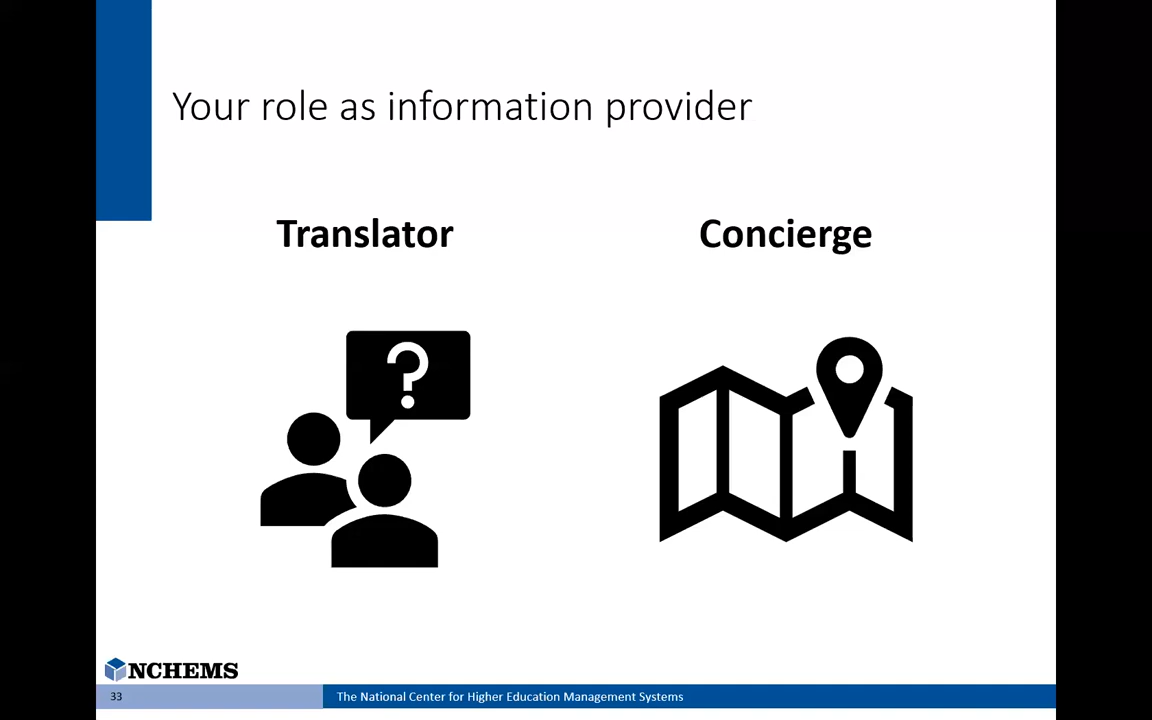 Your role as information provider
Translator
Concierge
?
NCHEMS
33
The National Center for Higher Education Management Systems